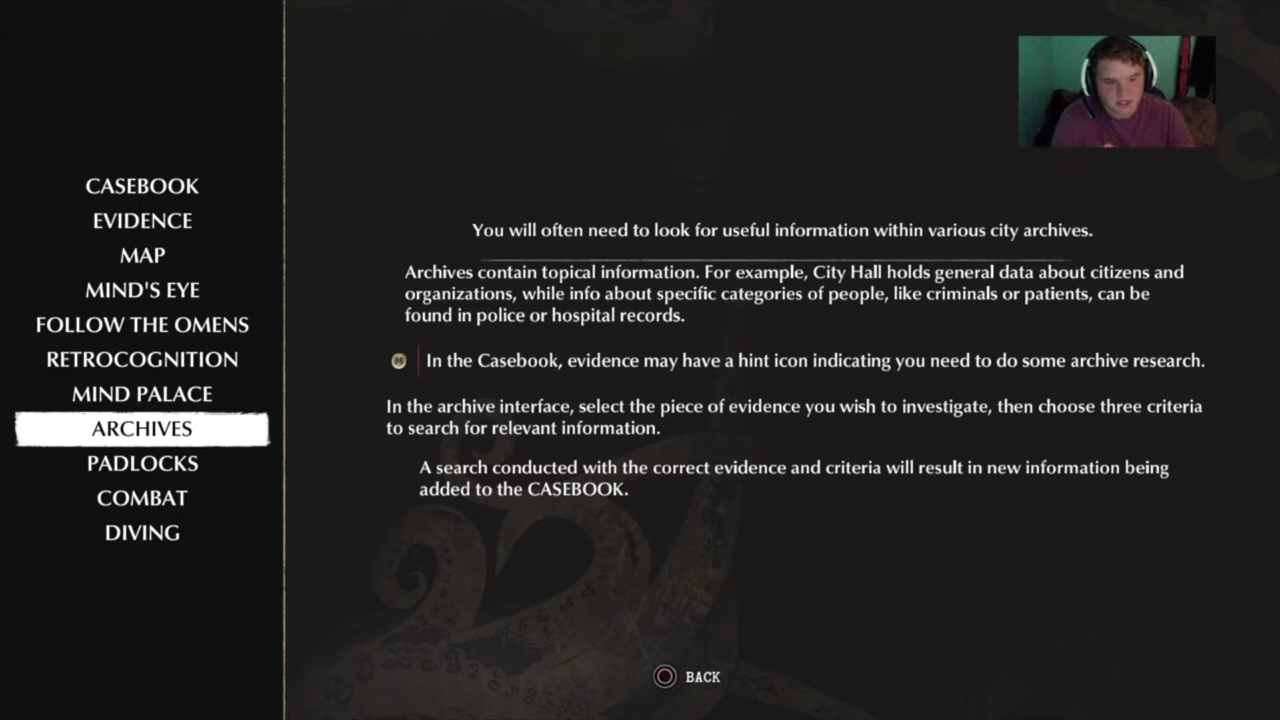 CASEBOOK
EVIDENCE
MAP
MIND'S EYE
FOLLOW THE OMENS
RETROCOGNITION
MIND PALACE
ARCHIVES
PADLOCKS
COMBAT
DIVING
You will often need to look for useful information within various city archives.
Archives contain topical information. For example, City Hall holds general data about citizens and
organizations, while info about specific categories of people, like criminals or patients, can be
found in police or hospital records.
In the Casebook, evidence may have a hint icon indicating you need to do some archive research.
In the archive interface, select the piece of evidence you wish to investigate, then choose three criteria
to search for relevant information.
A search conducted with the correct evidence and criteria will result in new information being
added to the CASEBOOK.
BACK